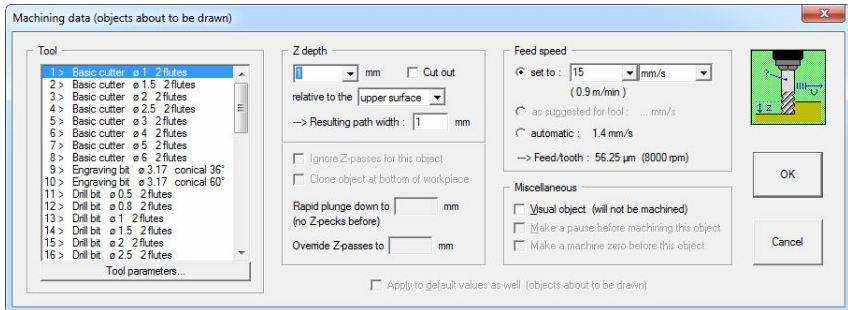 Machining data (objects about to be drawn)
Tool
1 > Basic cutter ø 1 2 flutes
2 > Basic cutter ø 1.5 2 flutes
3 > Basic cutter ø 2 2 flutes
4 > Basic cutter ø 2.5 2 flutes
5 > Basic cutter ø 3 2 flutes
6 > Basic cutter ø 4 2 flutes
7 > Basic cutter ø 5 2 flutes
8 > Basic cutter ø 6 2 flutes
9 > Engraving bit ø 3.17 conical 36°
10 > Engraving bit ø 3.17 conical 60°
11 > Drill bit ø 0.5 2 flutes
12 > Drill bit ø 0.8 2 flutes
13 > Drill bit ø 1 2 flutes
14 > Drill bit ø 1.5 2 flutes
15 > Drill bit ø 2 2 flutes
16 > Drill bit ø 2.5 2 flutes
Tool parameters...
Z depth
1 mm Cut out
relative to the upper surface
---> Resulting path width : 1 mm
Ignore Z-passes for this object
Clone object at bottom of workpiece
Rapid plunge down to mm
(no Z-pecks before)
Override Z-passes to mm
Feed speed
set to : 15 mm/s
( 0.9 m/min )
as suggested for tool : ... mm/s
automatic : 1.4 mm/s
---> Feed/tooth : 56.25 µm (8000 rpm)
Miscellaneous
Visual object (will not be machined)
Make a pause before machining this object
Make a machine zero before this object
Apply to default values as well (objects about to be drawn)
? V
Z
OK
Cancel